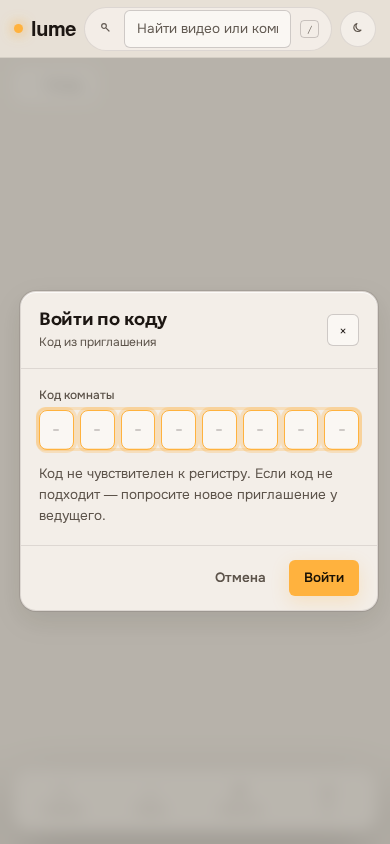 lume
Найти видео или ком
/
Войти по коду
Код из приглашения
×
Код комнаты
– – – – – – – –
Код не чувствителен к регистру. Если код не
подходит — попросите новое приглашение у
ведущего.
Отмена
Войти